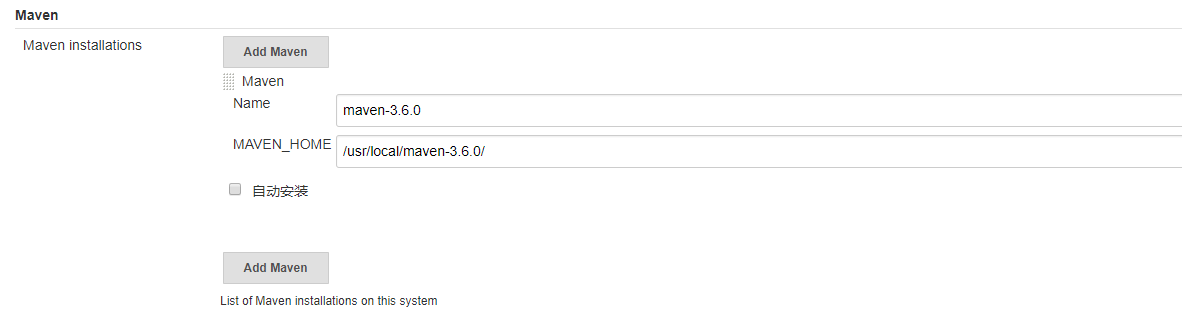 Maven
Maven installations
Add Maven
Maven
Name
maven-3.6.0
MAVEN_HOME
/usr/local/maven-3.6.0/
自动安装
Add Maven
List of Maven installations on this system